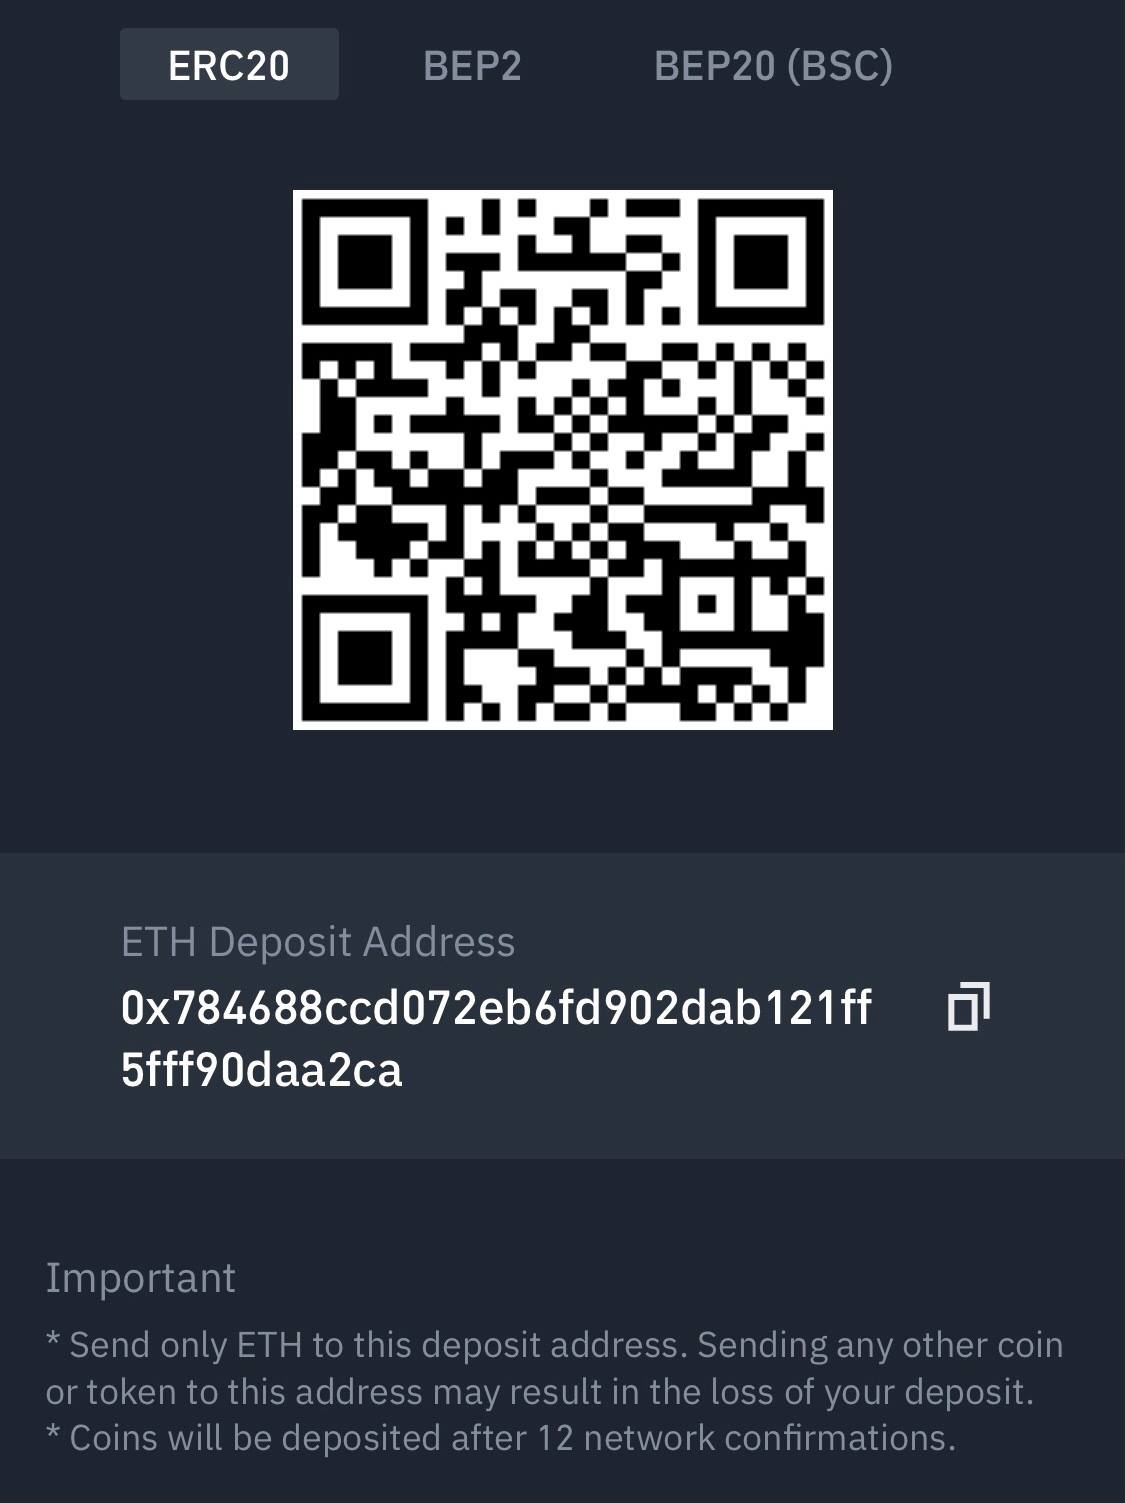 ERC20 BEP2 BEP20 (BSC)
ETH Deposit Address
0x784688ccd072eb6fd902dab121ff
5fff90daa2ca
Important
* Send only ETH to this deposit address. Sending any other coin
or token to this address may result in the loss of your deposit.
* Coins will be deposited after 12 network confirmations.